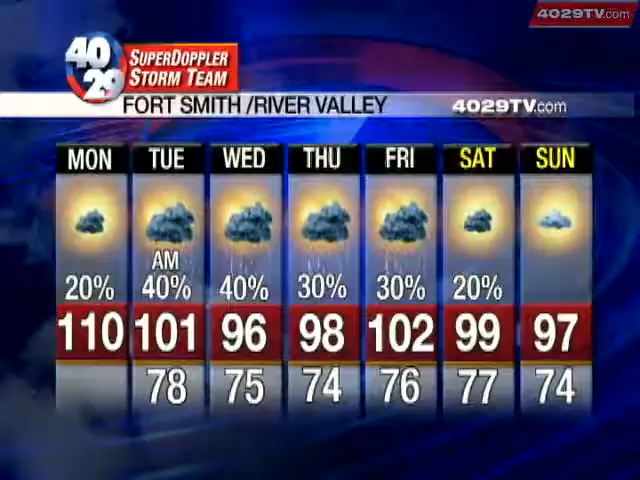 4029TV.com
40
29
SUPERDOPPLER
STORM TEAM
FORT SMITH /RIVER VALLEY
4029TV.com
MON TUE WED THU FRI SAT SUN
AM
20% 40% 40% 30% 30% 20%
110 101 96 98 102 99 97
78 75 74 76 77 74